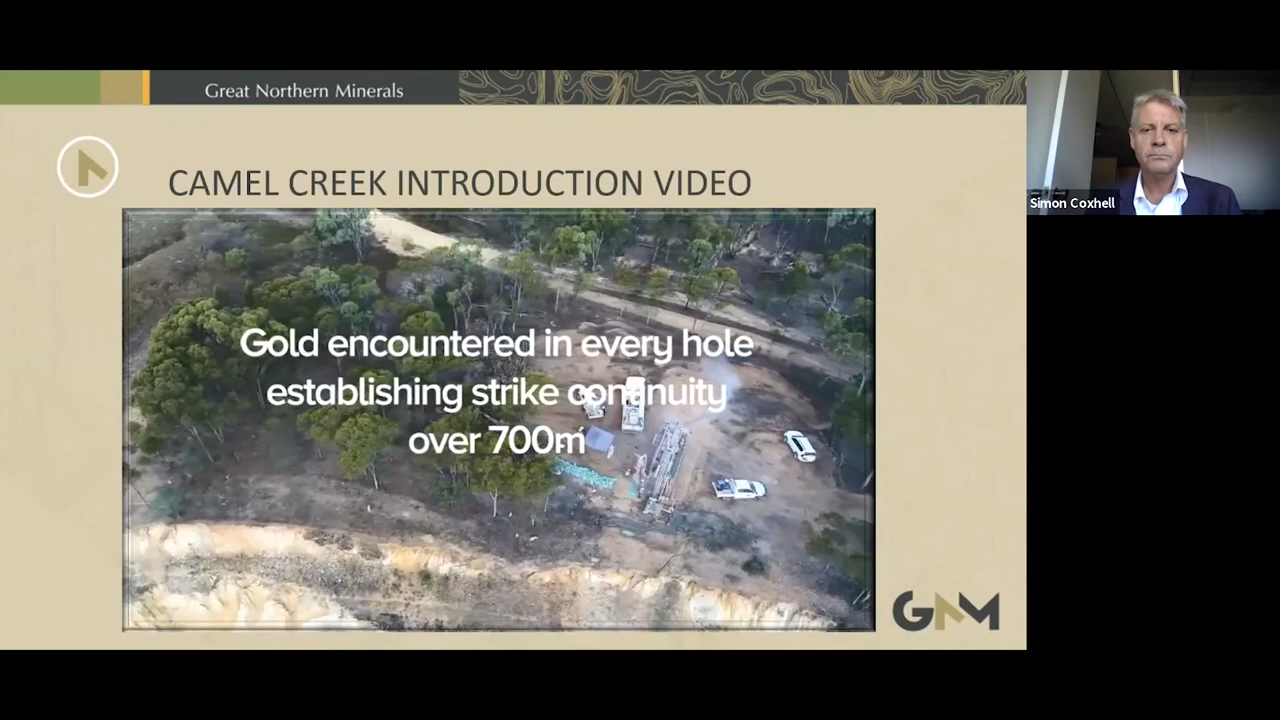 Great Northern Minerals
Simon Coxhell
CAMEL CREEK INTRODUCTION VIDEO
Gold encountered in every hole
establishing strike continuity
over 700m
GNM